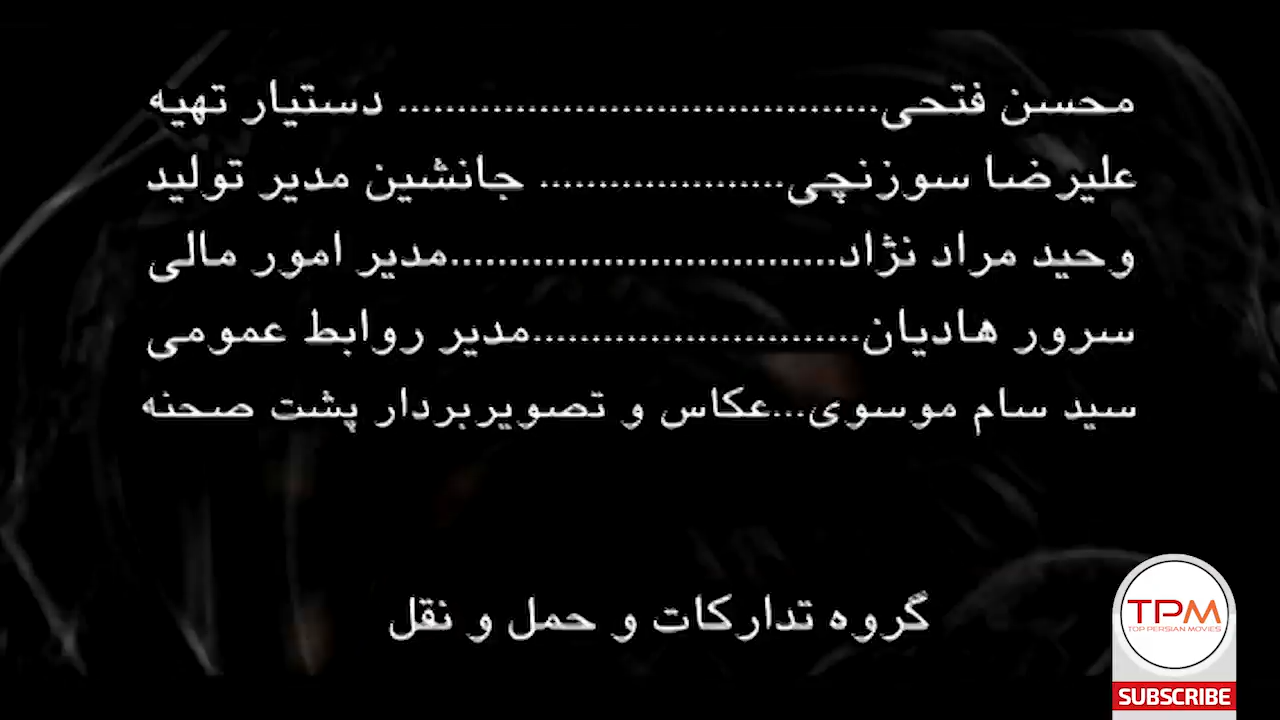 محسن فتحی......................................... دستیار تهیه
علیرضا سوزنچی..................... جانشین مدیر تولید
وحید مراد نژاد.................................مدیر امور مالی
سرور هادیان............................مدیر روابط عمومی
سید سام موسوی...عکاس و تصویربردار پشت صحنه
گروه تدارکات و حمل و نقل
TPM
TOP PERSIAN MOVIES
SUBSCRIBE